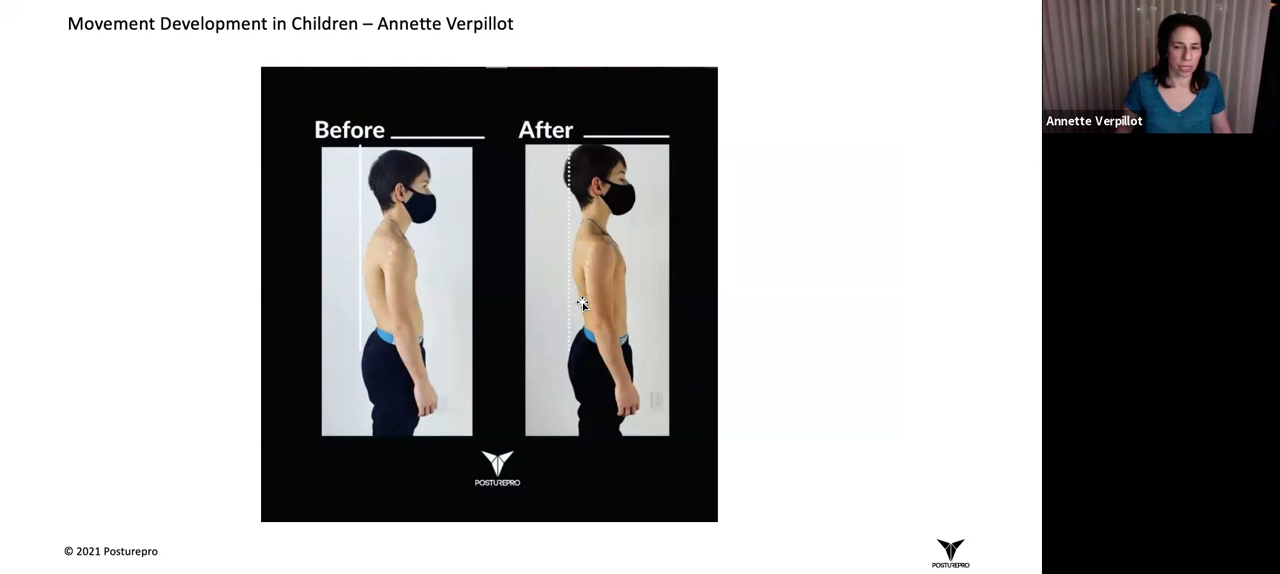 Movement Development in Children – Annette Verpillot
Before
After
POSTUREPRO
© 2021 Posturepro
POSTUREPRO
Annette Verpillot